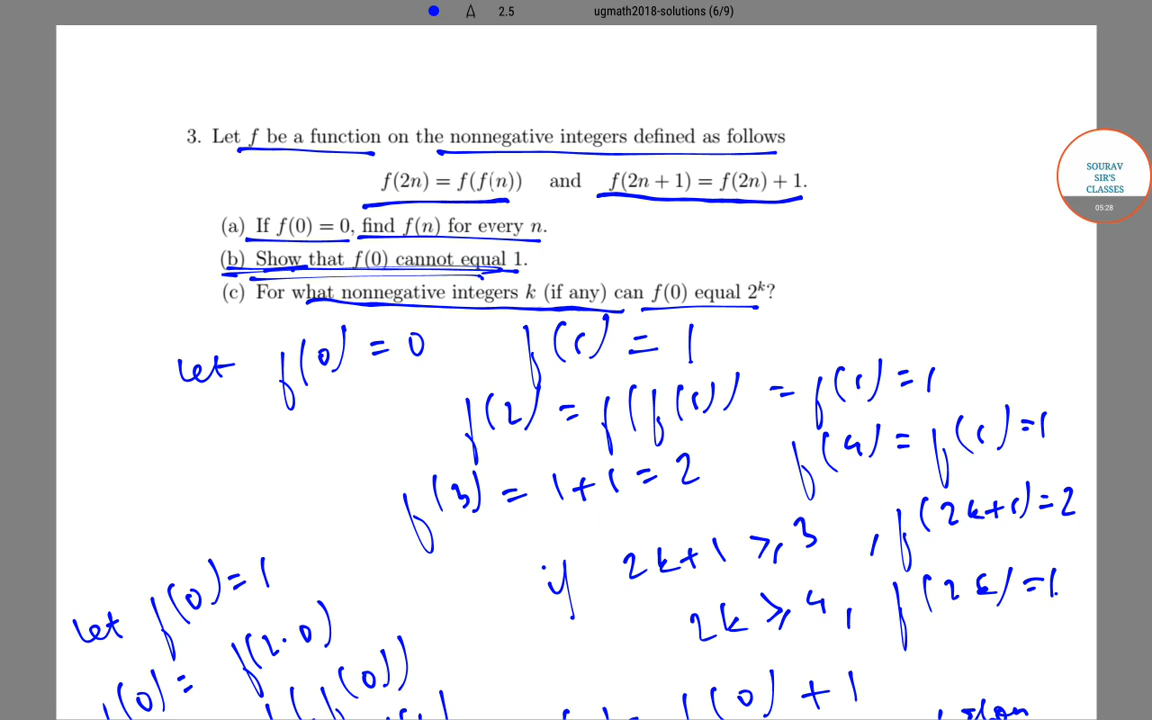 2.5 ugmath2018-solutions (6/9)
3. Let f be a function on the nonnegative integers defined as follows
f(2n) = f(f(n)) and f(2n + 1) = f(2n) + 1.
(a) If f(0) = 0, find f(n) for every n.
(b) Show that f(0) cannot equal 1.
(c) For what nonnegative integers k (if any) can f(0) equal 2^k?
SOURAV
SIR'S
CLASSES
05:28
let f(0) = 0 f(1) = 1
f(2) = f(f(1)) = f(1) = 1
f(3) = 1+1 = 2 f(4) = f(1) = 1
if 2k+1 ⩾ 3, f(2k+1) = 2
2k ⩾ 4, f(2k) = 1.
let f(0) = 1
f(0) = f(2.0)
f(0))
f(0) + 1